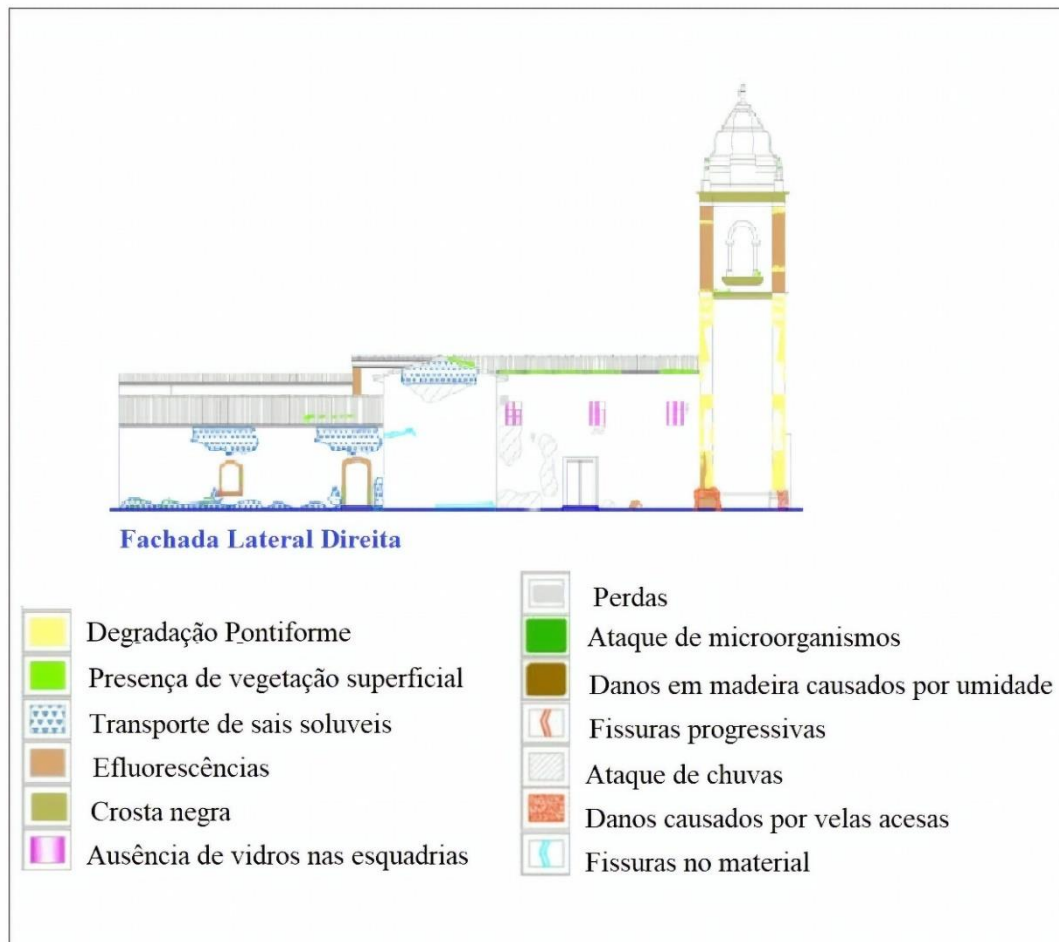 Fachada Lateral Direita
Degradação Pontiforme
Presença de vegetação superficial
Transporte de sais soluveis
Efluorescências
Crosta negra
Ausência de vidros nas esquadrias
Perdas
Ataque de microorganismos
Danos em madeira causados por umidade
Fissuras progressivas
Ataque de chuvas
Danos causados por velas acesas
Fissuras no material